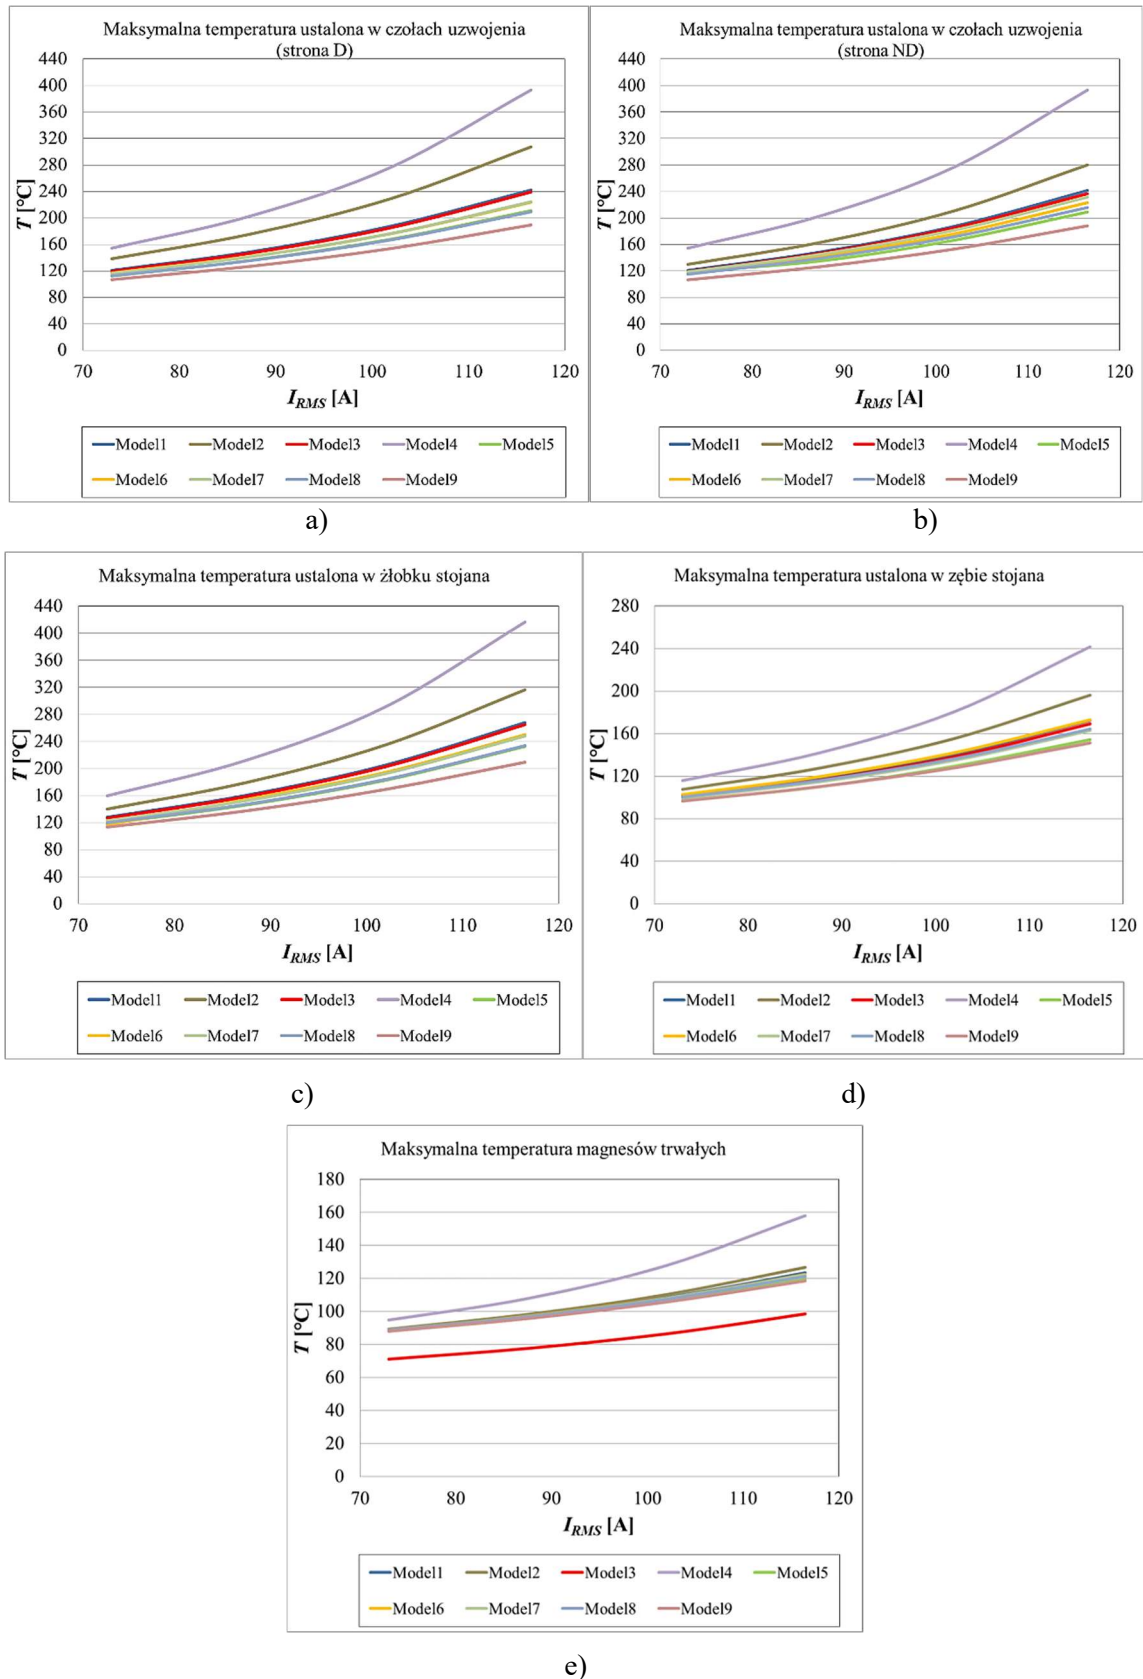 Maksymalna temperatura ustalona w czołach uzwojenia
(strona D)
440
400
360
320
280
240
200
160
120
80
40
0
T [°C]
70 80 90 100 110 120
I_RMS [A]
Model1 Model2 Model3 Model4 Model5
Model6 Model7 Model8 Model9
a)
Maksymalna temperatura ustalona w czołach uzwojenia
(strona ND)
440
400
360
320
280
240
200
160
120
80
40
0
T [°C]
70 80 90 100 110 120
I_RMS [A]
Model1 Model2 Model3 Model4 Model5
Model6 Model7 Model8 Model9
b)
Maksymalna temperatura ustalona w żłobku stojana
440
400
360
320
280
240
200
160
120
80
40
0
T [°C]
70 80 90 100 110 120
I_RMS [A]
Model1 Model2 Model3 Model4 Model5
Model6 Model7 Model8 Model9
c)
Maksymalna temperatura ustalona w zębie stojana
280
240
200
160
120
80
40
0
T [°C]
70 80 90 100 110 120
I_RMS [A]
Model1 Model2 Model3 Model4 Model5
Model6 Model7 Model8 Model9
d)
Maksymalna temperatura magnesów trwałych
180
160
140
120
100
80
60
40
20
0
T [°C]
70 80 90 100 110 120
I_RMS [A]
Model1 Model2 Model3 Model4 Model5
Model6 Model7 Model8 Model9
e)